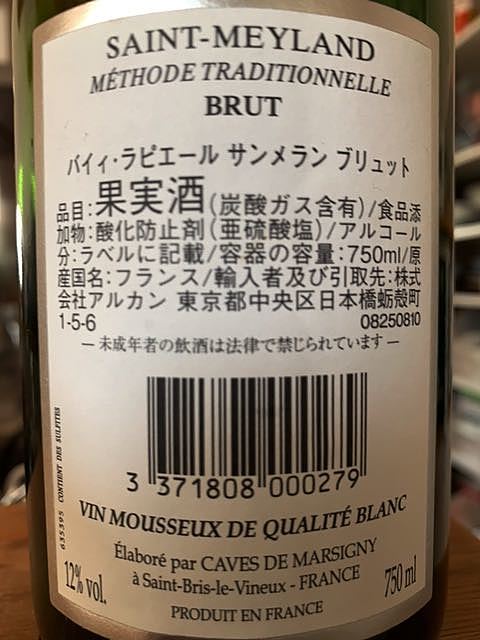 SAINT-MEYLAND
MÉTHODE TRADITIONNELLE
BRUT
バイィ・ラピエール サンメラン ブリュット
品目:果実酒(炭酸ガス含有)/食品添
加物:酸化防止剤(亜硫酸塩)/アルコール
分:ラベルに記載/容器の容量:750ml/原
産国名:フランス/輸入者及び引取先:株式
会社アルカン 東京都中央区日本橋蛎殻町
1-5-6 08250810
— 未成年者の飲酒は法律で禁じられています —
635395 CONTIENT DES SULFITES
3 371808 000279
VIN MOUSSEUX DE QUALITÉ BLANC
Élaboré par CAVES DE MARSIGNY
à Saint-Bris-le-Vineux - FRANCE
12% vol. 750 ml
PRODUIT EN FRANCE